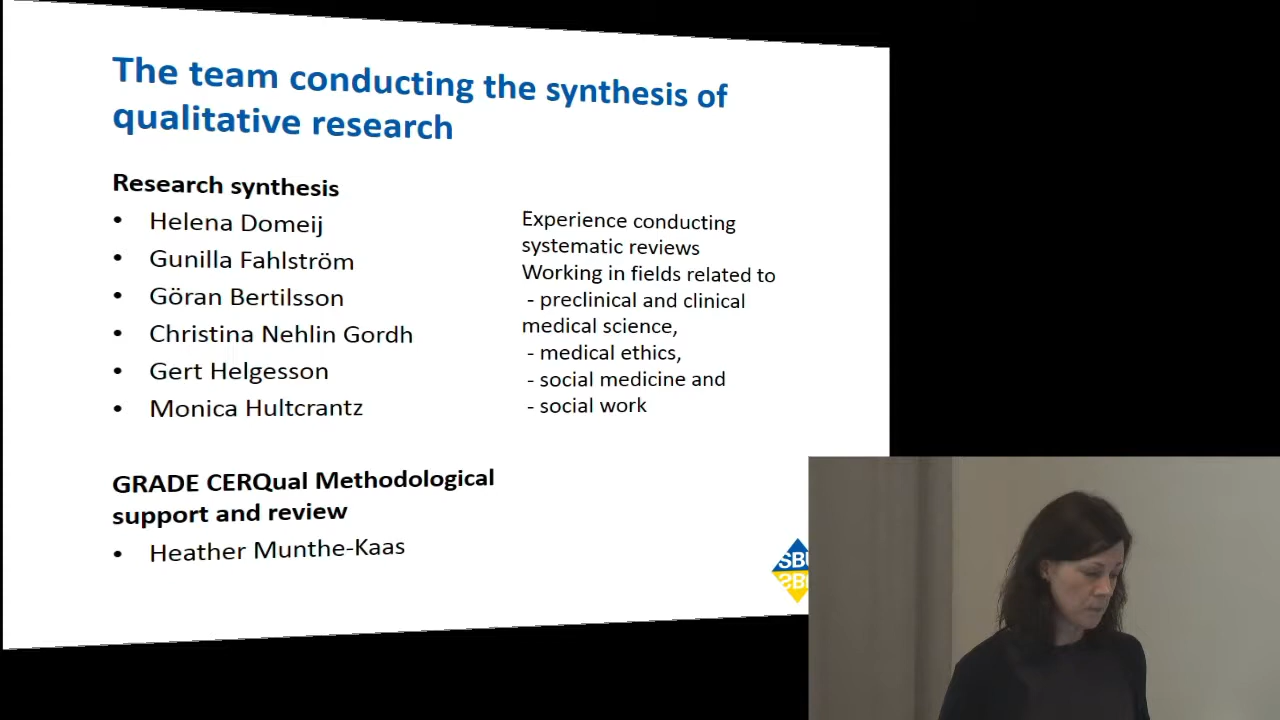 The team conducting the synthesis of
qualitative research
Research synthesis
• Helena Domeij
• Gunilla Fahlström
• Göran Bertilsson
• Christina Nehlin Gordh
• Gert Helgesson
• Monica Hultcrantz
Experience conducting
systematic reviews
Working in fields related to
- preclinical and clinical
medical science,
- medical ethics,
- social medicine and
- social work
GRADE CERQual Methodological
support and review
• Heather Munthe-Kaas
SBU